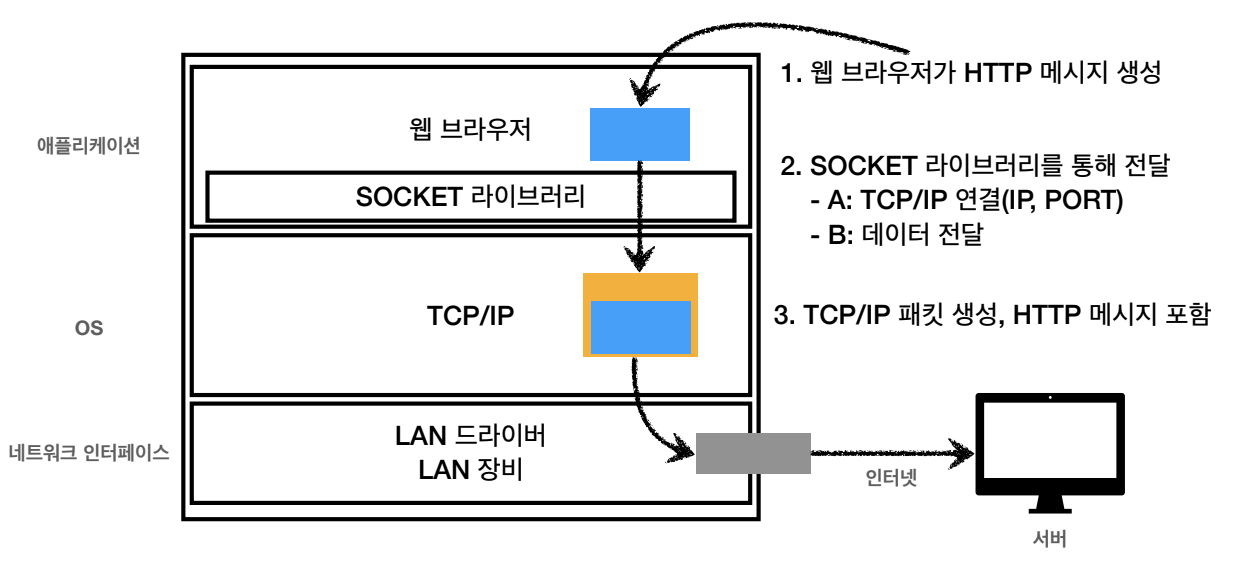 1. 웹 브라우저가 HTTP 메시지 생성
애플리케이션
웹 브라우저
SOCKET 라이브러리
2. SOCKET 라이브러리를 통해 전달
- A: TCP/IP 연결(IP, PORT)
- B: 데이터 전달
OS
TCP/IP
3. TCP/IP 패킷 생성, HTTP 메시지 포함
네트워크 인터페이스
LAN 드라이버
LAN 장비
인터넷
서버